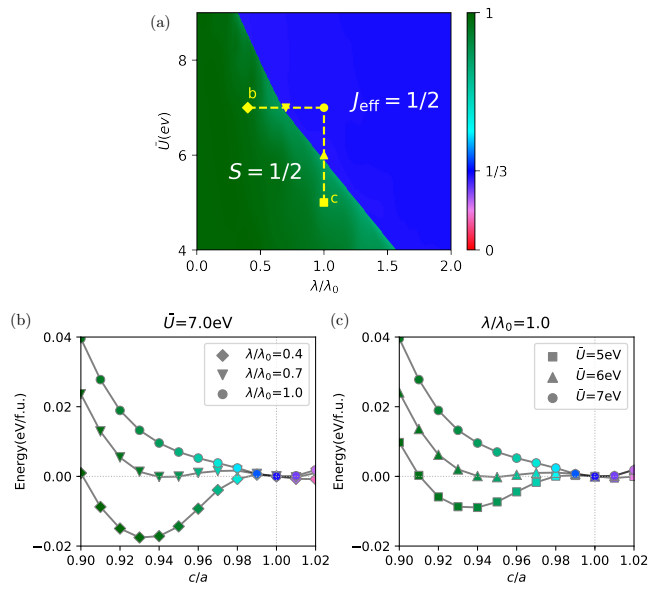 (a)
8
6
4
Ū(ev)
b
c
J_eff = 1/2
S = 1/2
0.0 0.5 1.0 1.5 2.0
λ/λ₀
1
1/3
0
(b)
Ū=7.0eV
0.04
0.02
0.00
−0.02
Energy(eV/f.u.)
λ/λ₀=0.4
λ/λ₀=0.7
λ/λ₀=1.0
0.90 0.92 0.94 0.96 0.98 1.00 1.02
c/a
(c)
λ/λ₀=1.0
0.04
0.02
0.00
−0.02
Energy(eV/f.u.)
Ū=5eV
Ū=6eV
Ū=7eV
0.90 0.92 0.94 0.96 0.98 1.00 1.02
c/a